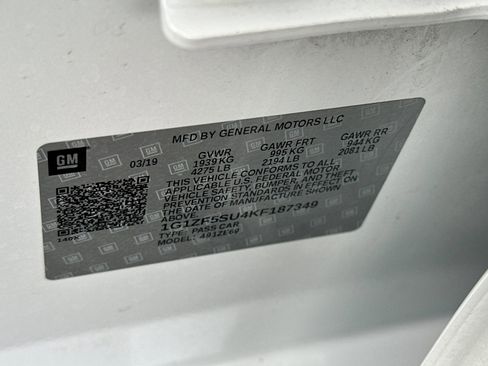 MFD BY GENERAL MOTORS LLC
GM
03/19
GVWR GAWR FRT GAWR RR
1939 KG 995 KG 944 KG
4275 LB 2194 LB 2081 LB
THIS VEHICLE CONFORMS TO ALL
APPLICABLE U.S. FEDERAL MOTOR
VEHICLE SAFETY, BUMPER, AND THEFT
PREVENTION STANDARDS IN EFFECT
ON THE DATE OF MANUFACTURE SHOWN
ABOVE.
1G1ZF5SU4KF187349
TYPE: PASS CAR
MODEL: 491ZE69